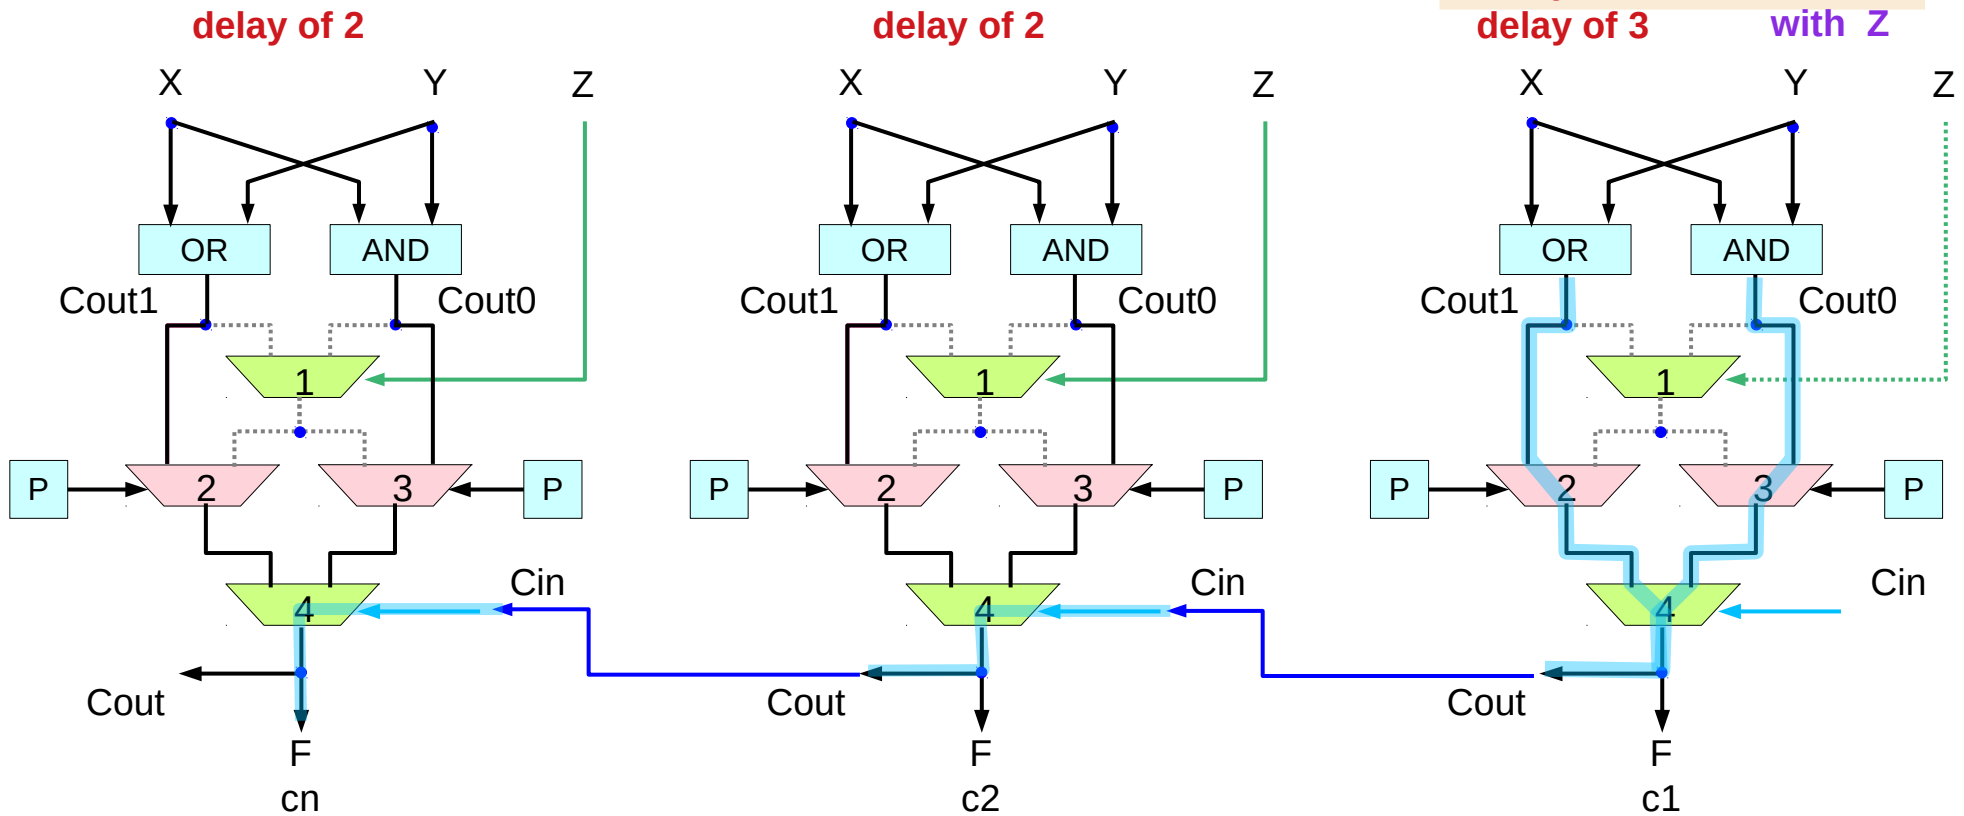 delay of 2 delay of 2 delay of 3 with Z
X Y Z X Y Z X Y Z
OR AND OR AND OR AND
Cout1 Cout0 Cout1 Cout0 Cout1 Cout0
1 1 1
P 2 3 P P 2 3 P P 2 3 P
4 Cin 4 Cin 4 Cin
Cout Cout Cout
F F F
cn c2 c1